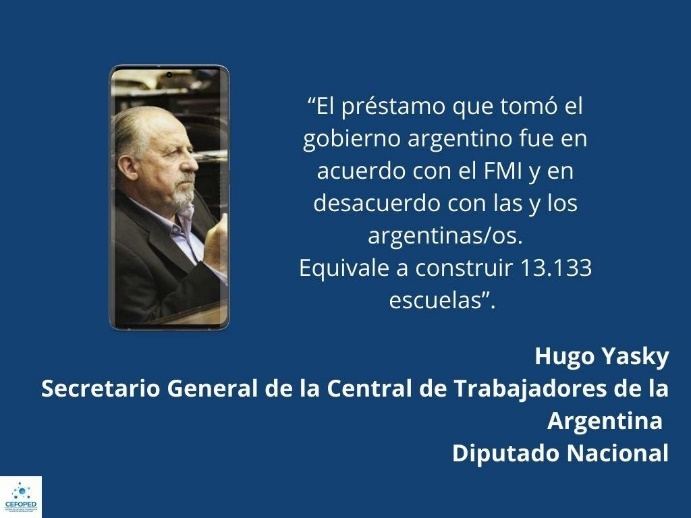 “El préstamo que tomó el
gobierno argentino fue en
acuerdo con el FMI y en
desacuerdo con las y los
argentinas/os.
Equivale a construir 13.133
escuelas”.
Hugo Yasky
Secretario General de la Central de Trabajadores de la
Argentina
Diputado Nacional
CEFOPED